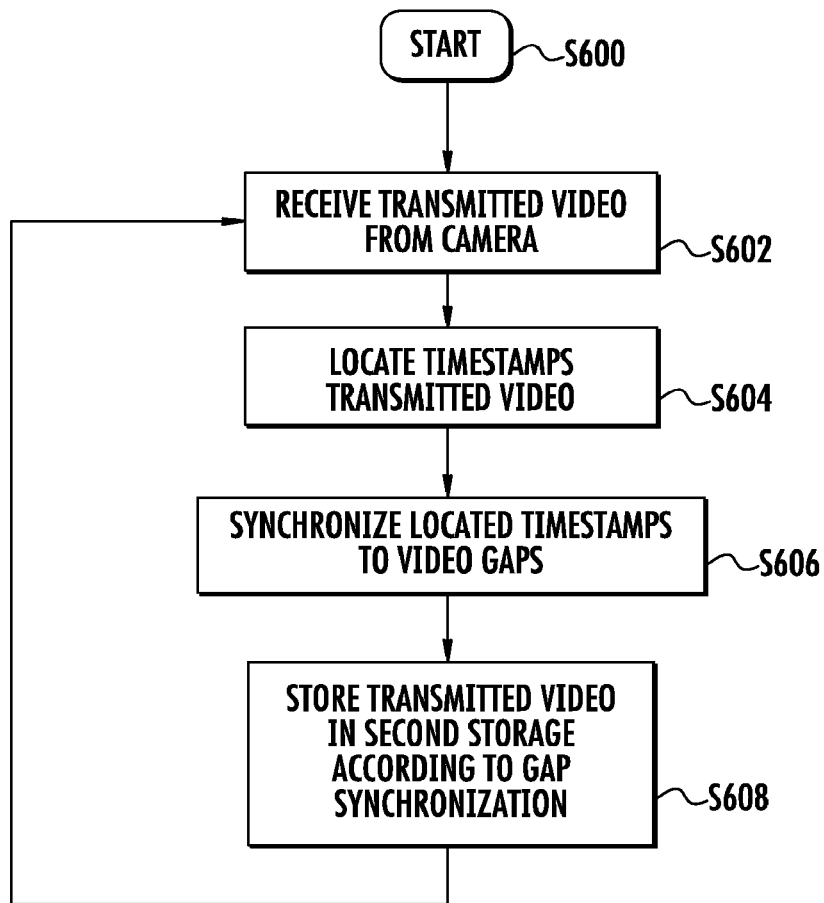 START
S600
RECEIVE TRANSMITTED VIDEO
FROM CAMERA
S602
LOCATE TIMESTAMPS
TRANSMITTED VIDEO
S604
SYNCHRONIZE LOCATED TIMESTAMPS
TO VIDEO GAPS
S606
STORE TRANSMITTED VIDEO
IN SECOND STORAGE
ACCORDING TO GAP
SYNCHRONIZATION
S608